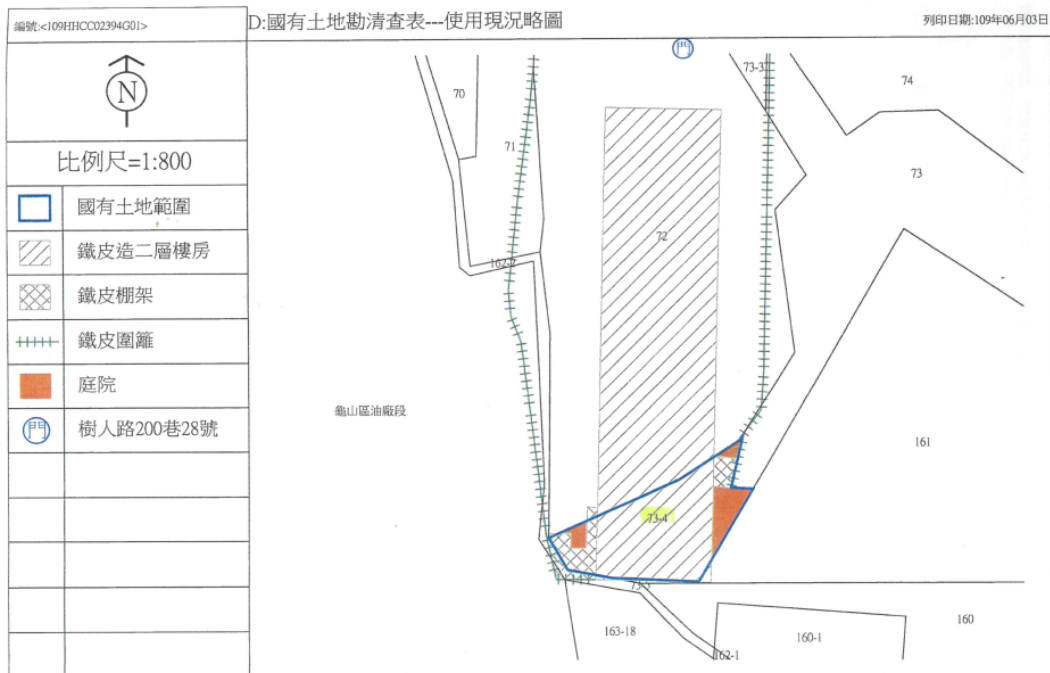 編號:<109HHCC02394G01>
D:國有土地勘清查表---使用現況略圖
列印日期:109年06月03日
N
比例尺=1:800
國有土地範圍
鐵皮造二層樓房
鐵皮棚架
鐵皮圍籬
庭院
門
樹人路200巷28號
門
73-3
74
70
71
73
72
162-2
龜山區油廠段
161
73-4
73-5
163-18
160-1
160
162-1